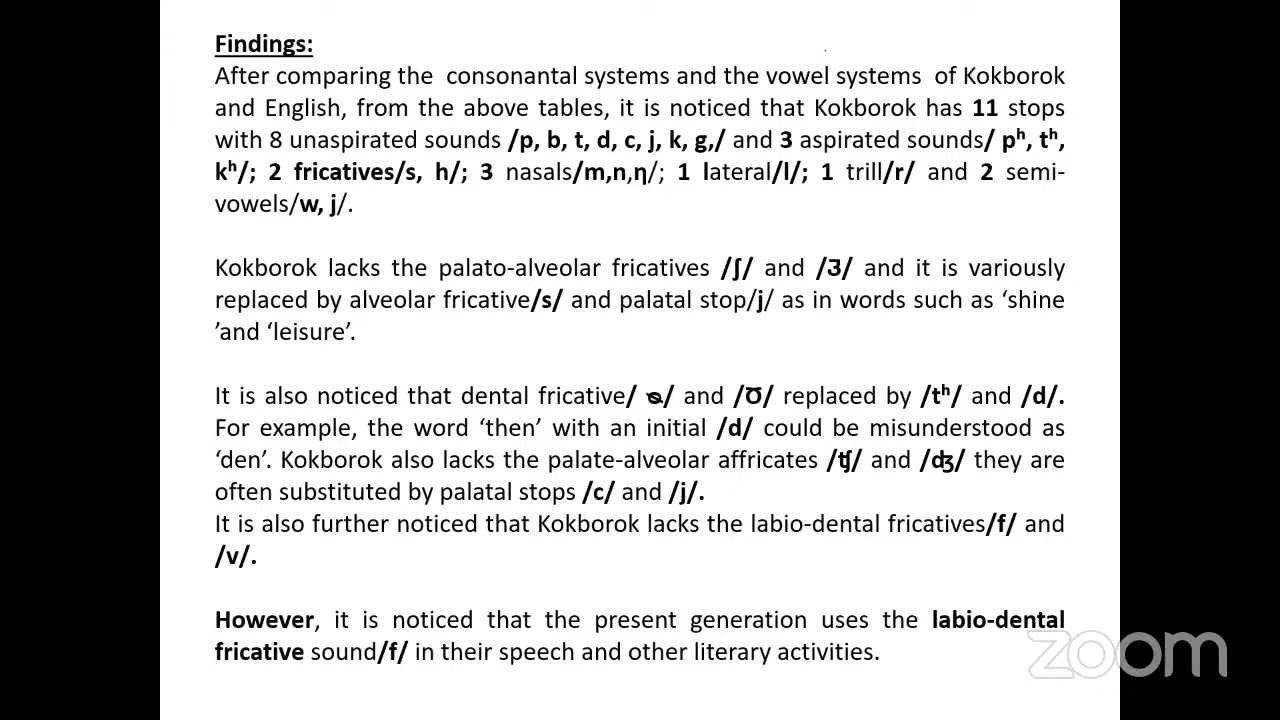 Findings:
After comparing the consonantal systems and the vowel systems of Kokborok
and English, from the above tables, it is noticed that Kokborok has 11 stops
with 8 unaspirated sounds /p, b, t, d, c, j, k, g,/ and 3 aspirated sounds/ pʰ, tʰ,
kʰ/; 2 fricatives/s, h/; 3 nasals/m,n,η/; 1 lateral/l/; 1 trill/r/ and 2 semi-
vowels/w, j/.
Kokborok lacks the palato-alveolar fricatives /ʃ/ and /Ʒ/ and it is variously
replaced by alveolar fricative/s/ and palatal stop/j/ as in words such as ‘shine
’and ‘leisure’.
It is also noticed that dental fricative/ / and / / replaced by /tʰ/ and /d/.
For example, the word ‘then’ with an initial /d/ could be misunderstood as
‘den’. Kokborok also lacks the palate-alveolar affricates /ʧ/ and /ʤ/ they are
often substituted by palatal stops /c/ and /j/.
It is also further noticed that Kokborok lacks the labio-dental fricatives/f/ and
/v/.
However, it is noticed that the present generation uses the labio-dental
fricative sound/f/ in their speech and other literary activities.
zoom